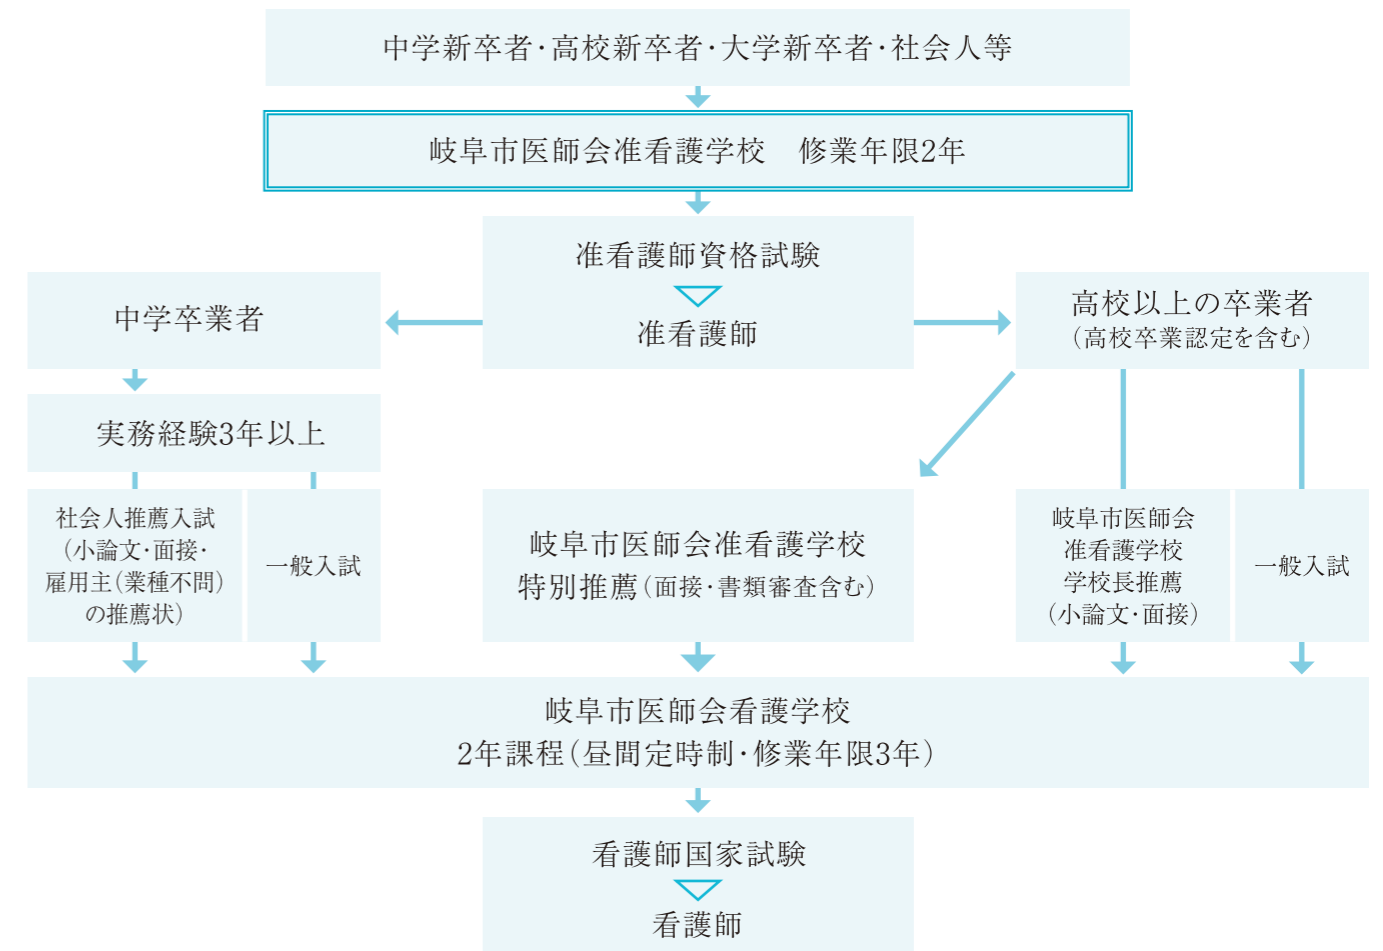 中学新卒者・高校新卒者・大学新卒者・社会人等
岐阜市医師会准看護学校　修業年限2年
准看護師資格試験
准看護師
中学卒業者
高校以上の卒業者
（高校卒業認定を含む）
実務経験3年以上
社会人推薦入試
（小論文・面接・
雇用主（業種不問）
の推薦状）
一般入試
岐阜市医師会准看護学校
特別推薦（面接・書類審査含む）
岐阜市医師会
准看護学校
学校長推薦
（小論文・面接）
一般入試
岐阜市医師会看護学校
2年課程（昼間定時制・修業年限3年）
看護師国家試験
看護師